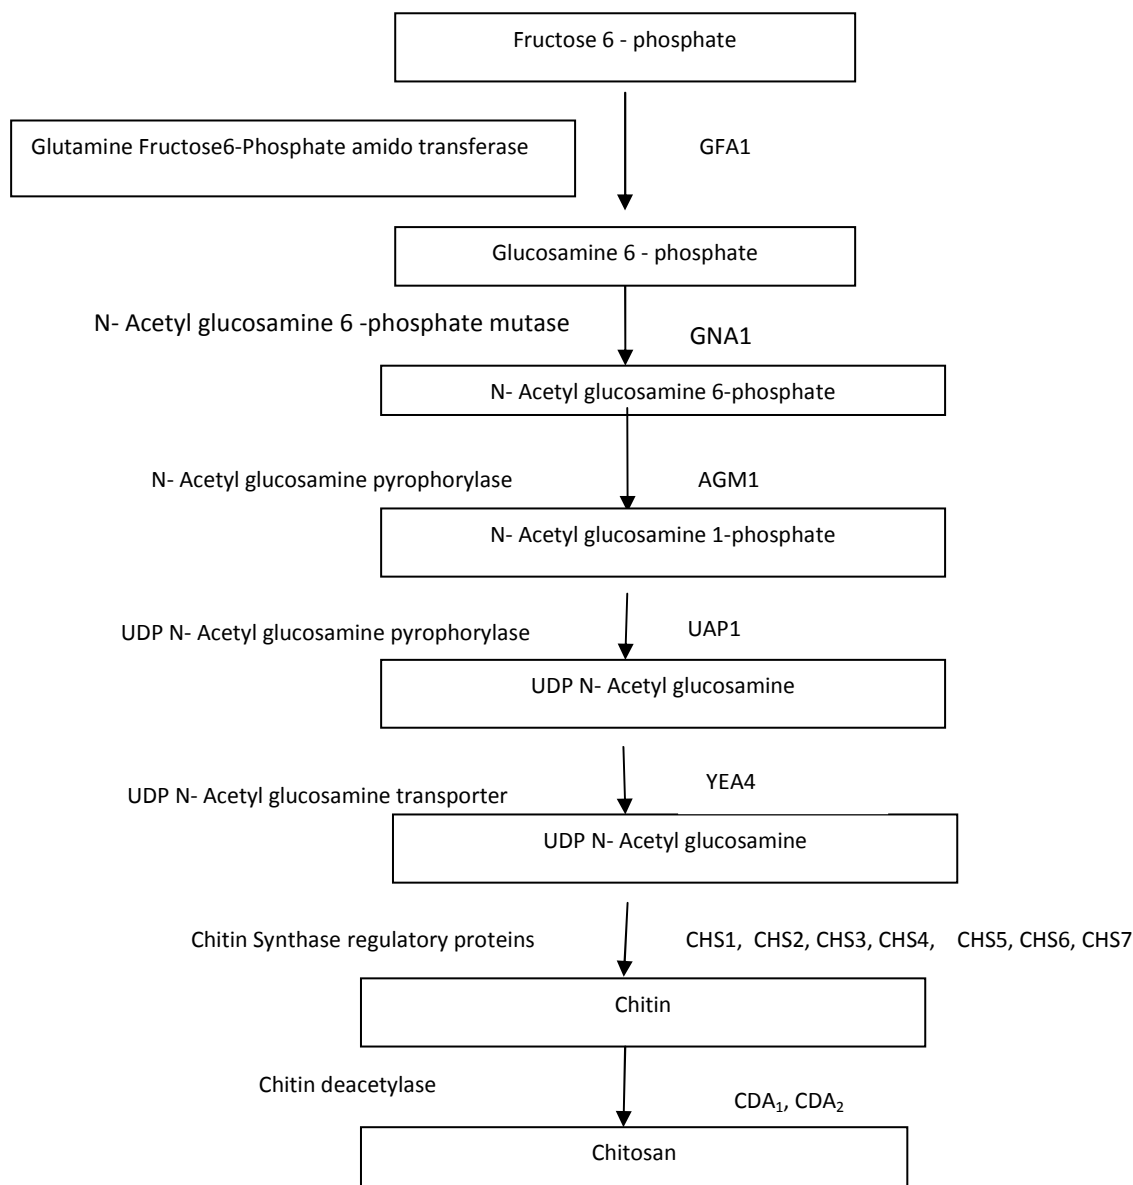 Fructose 6 - phosphate
Glutamine Fructose6-Phosphate amido transferase
GFA1
Glucosamine 6 - phosphate
N- Acetyl glucosamine 6 -phosphate mutase
GNA1
N- Acetyl glucosamine 6-phosphate
N- Acetyl glucosamine pyrophorylase
AGM1
N- Acetyl glucosamine 1-phosphate
UDP N- Acetyl glucosamine pyrophorylase
UAP1
UDP N- Acetyl glucosamine
YEA4
UDP N- Acetyl glucosamine transporter
UDP N- Acetyl glucosamine
Chitin Synthase regulatory proteins
CHS1, CHS2, CHS3, CHS4, CHS5, CHS6, CHS7
Chitin
Chitin deacetylase
CDA₁, CDA₂
Chitosan